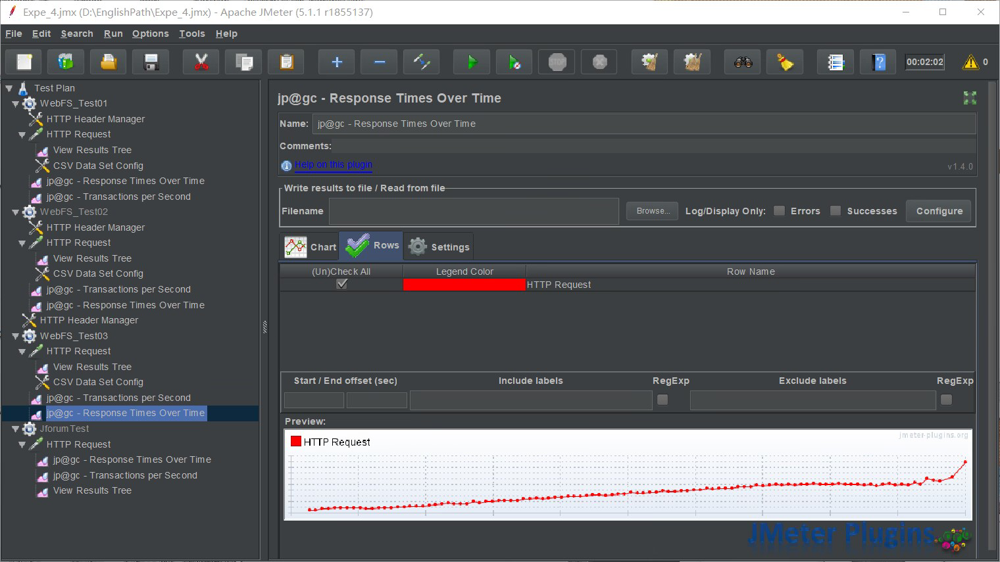 Expe_4.jmx (D:\EnglishPath\Expe_4.jmx) - Apache JMeter (5.1.1 r1855137)
File Edit Search Run Options Tools Help
STOP
00:02:02
0
Test Plan
WebFS_Test01
HTTP Header Manager
HTTP Request
View Results Tree
CSV Data Set Config
jp@gc - Response Times Over Time
jp@gc - Transactions per Second
WebFS_Test02
HTTP Header Manager
HTTP Request
View Results Tree
CSV Data Set Config
jp@gc - Transactions per Second
jp@gc - Response Times Over Time
HTTP Header Manager
WebFS_Test03
HTTP Request
View Results Tree
CSV Data Set Config
jp@gc - Transactions per Second
jp@gc - Response Times Over Time
JforumTest
HTTP Request
jp@gc - Response Times Over Time
jp@gc - Transactions per Second
View Results Tree
jp@gc - Response Times Over Time
Name: jp@gc - Response Times Over Time
Comments:
Help on this plugin
v1.4.0
Write results to file / Read from file
Filename Browse... Log/Display Only: Errors Successes Configure
Chart Rows Settings
(Un)Check All Legend Color Row Name
HTTP Request
Start / End offset (sec) Include labels RegExp Exclude labels RegExp
Preview:
jmeter-plugins.org
HTTP Request
JMeter Plugins